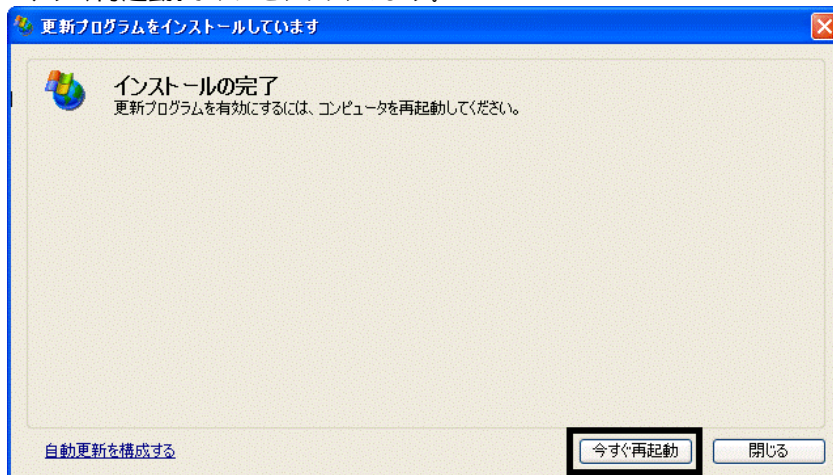 更新プログラムをインストールしています
インストールの完了
更新プログラムを有効にするには、コンピュータを再起動してください。
自動更新を構成する
今すぐ再起動
閉じる